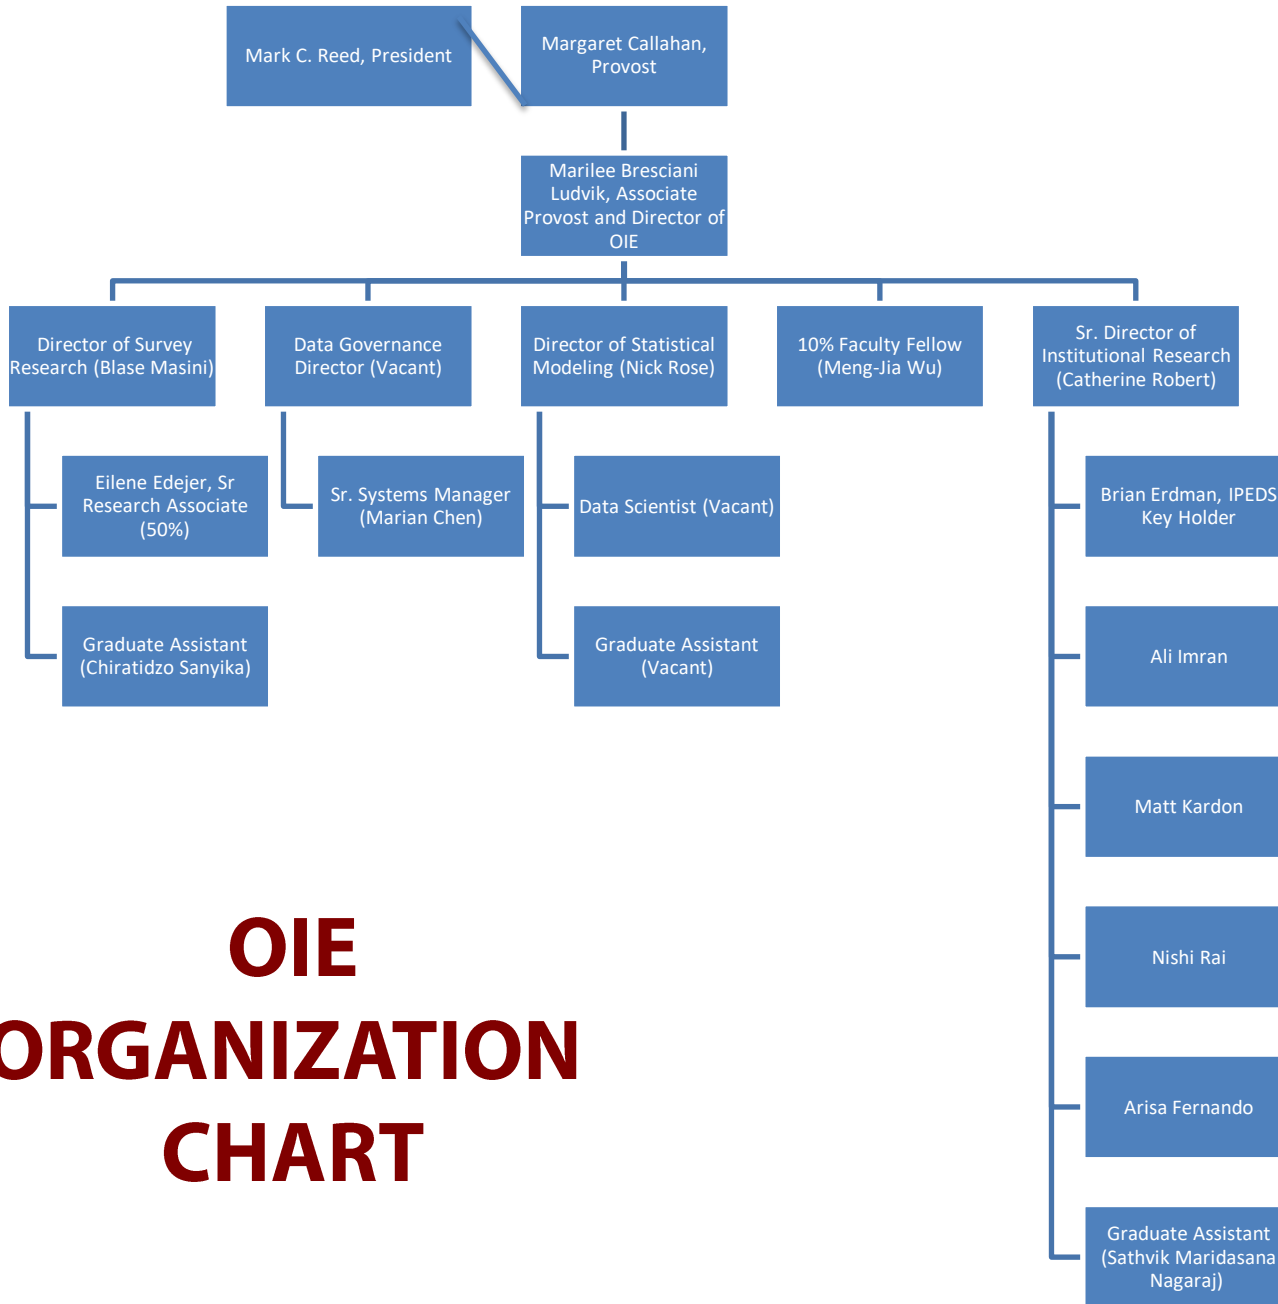 Mark C. Reed, President
Margaret Callahan,
Provost
Marilee Bresciani
Ludvik, Associate
Provost and Director of
OIE
Director of Survey
Research (Blase Masini)
Data Governance
Director (Vacant)
Director of Statistical
Modeling (Nick Rose)
10% Faculty Fellow
(Meng-Jia Wu)
Sr. Director of
Institutional Research
(Catherine Robert)
Eilene Edejer, Sr
Research Associate
(50%)
Sr. Systems Manager
(Marian Chen)
Data Scientist (Vacant)
Brian Erdman, IPEDS
Key Holder
Graduate Assistant
(Chiratidzo Sanyika)
Graduate Assistant
(Vacant)
Ali Imran
Matt Kardon
Nishi Rai
Arisa Fernando
Graduate Assistant
(Sathvik Maridasana
Nagaraj)
OIE
ORGANIZATION
CHART